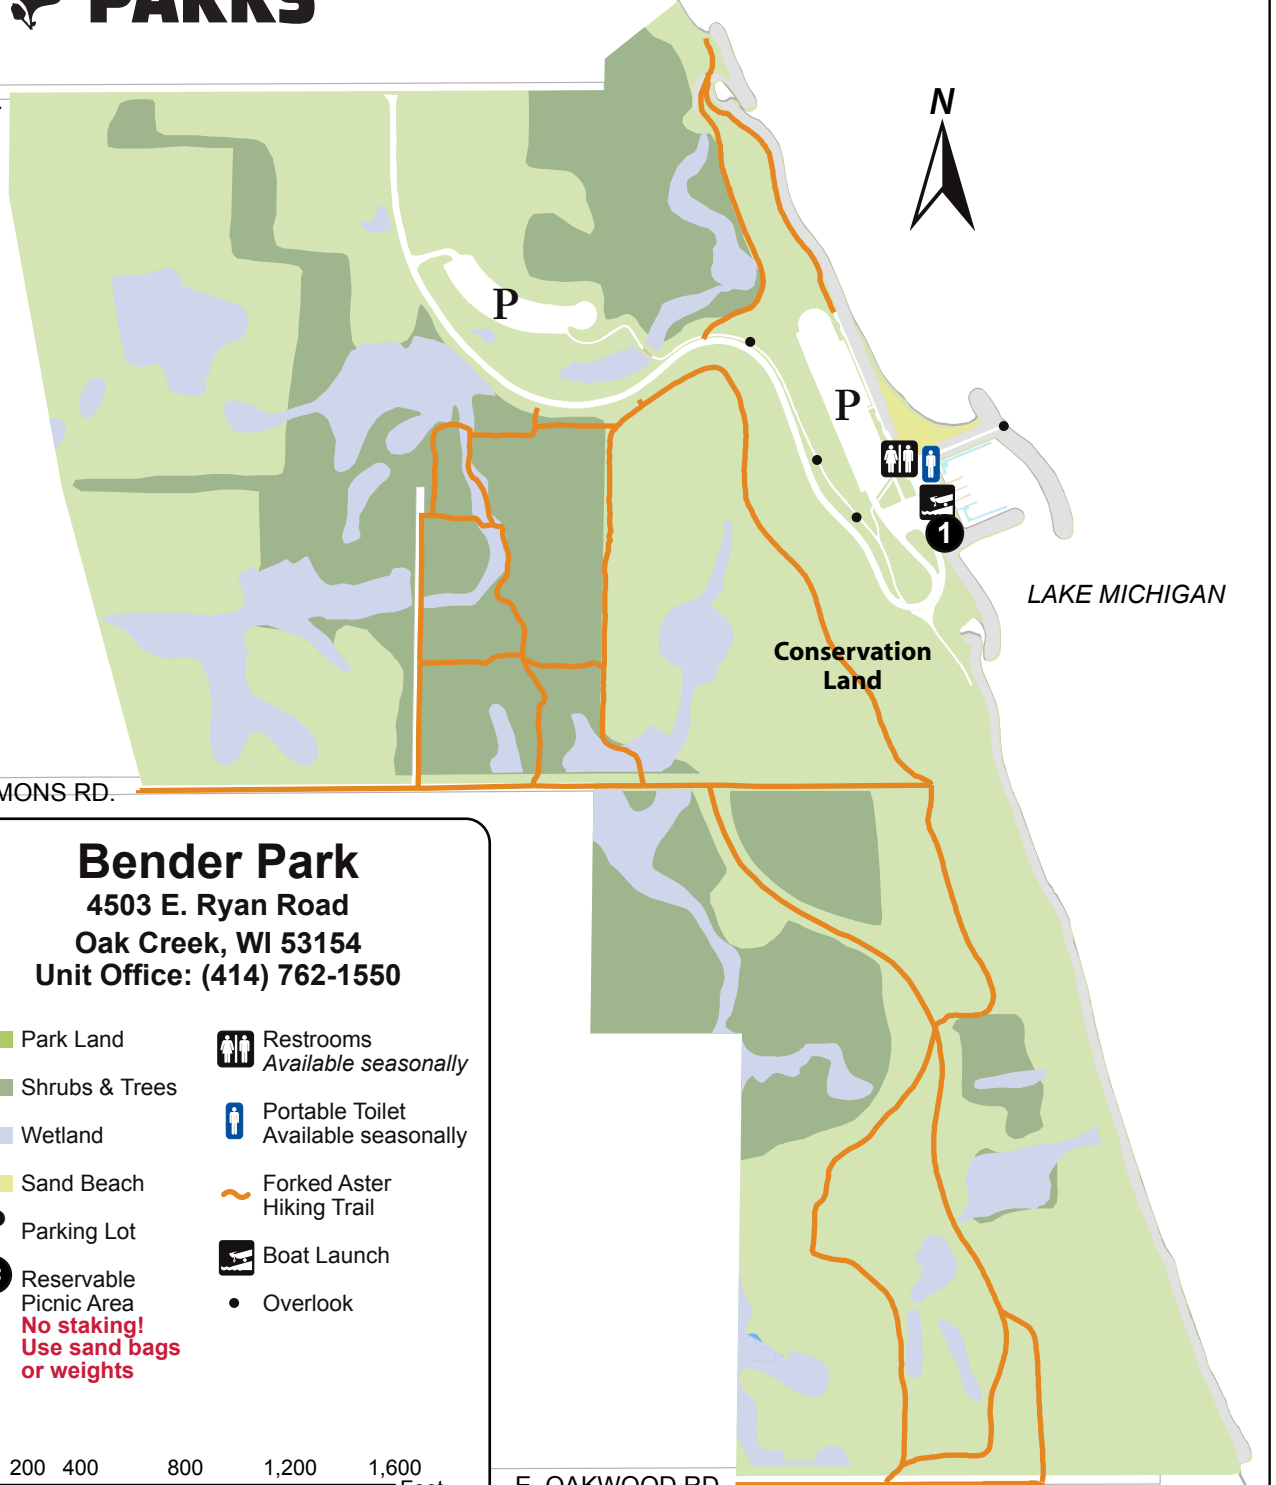 PARKS
N
P
P
1
LAKE MICHIGAN
Conservation
Land
MONS RD.
Bender Park
4503 E. Ryan Road
Oak Creek, WI 53154
Unit Office: (414) 762-1550
Park Land
Shrubs & Trees
Wetland
Sand Beach
Parking Lot
Reservable
Picnic Area
No staking!
Use sand bags
or weights
Restrooms
Available seasonally
Portable Toilet
Available seasonally
Forked Aster
Hiking Trail
Boat Launch
Overlook
200 400 800 1,200 1,600
Feet
E. OAKWOOD RD.